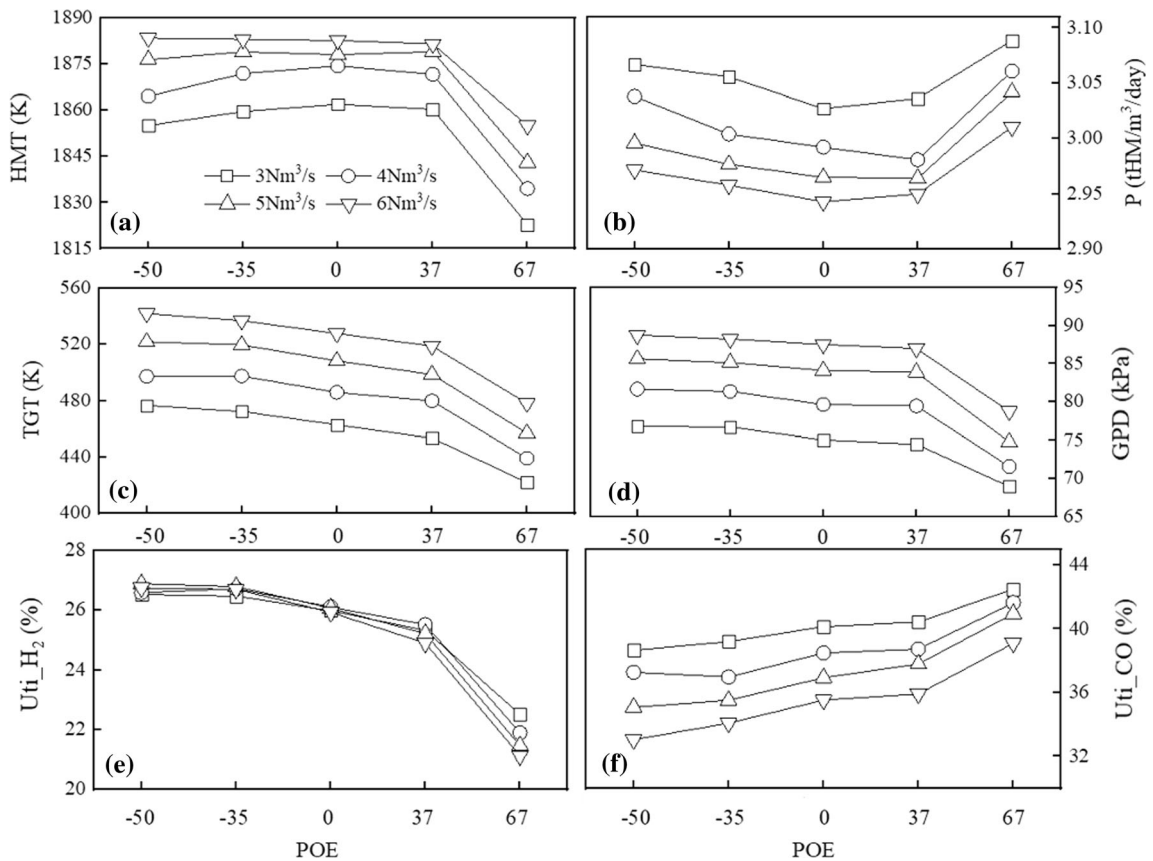 1890
1875
1860
1845
1830
1815
HMT (K)
3Nm³/s
4Nm³/s
5Nm³/s
6Nm³/s
(a)
-50 -35 0 37 67
3.10
3.05
3.00
2.95
2.90
P (tHM/m³/day)
(b)
-50 -35 0 37 67
560
520
480
440
400
TGT (K)
(c)
-50 -35 0 37 67
95
90
85
80
75
70
65
GPD (kPa)
(d)
-50 -35 0 37 67
28
26
24
22
20
Uti_H₂ (%)
(e)
-50 -35 0 37 67
POE
44
40
36
32
Uti_CO (%)
(f)
-50 -35 0 37 67
POE